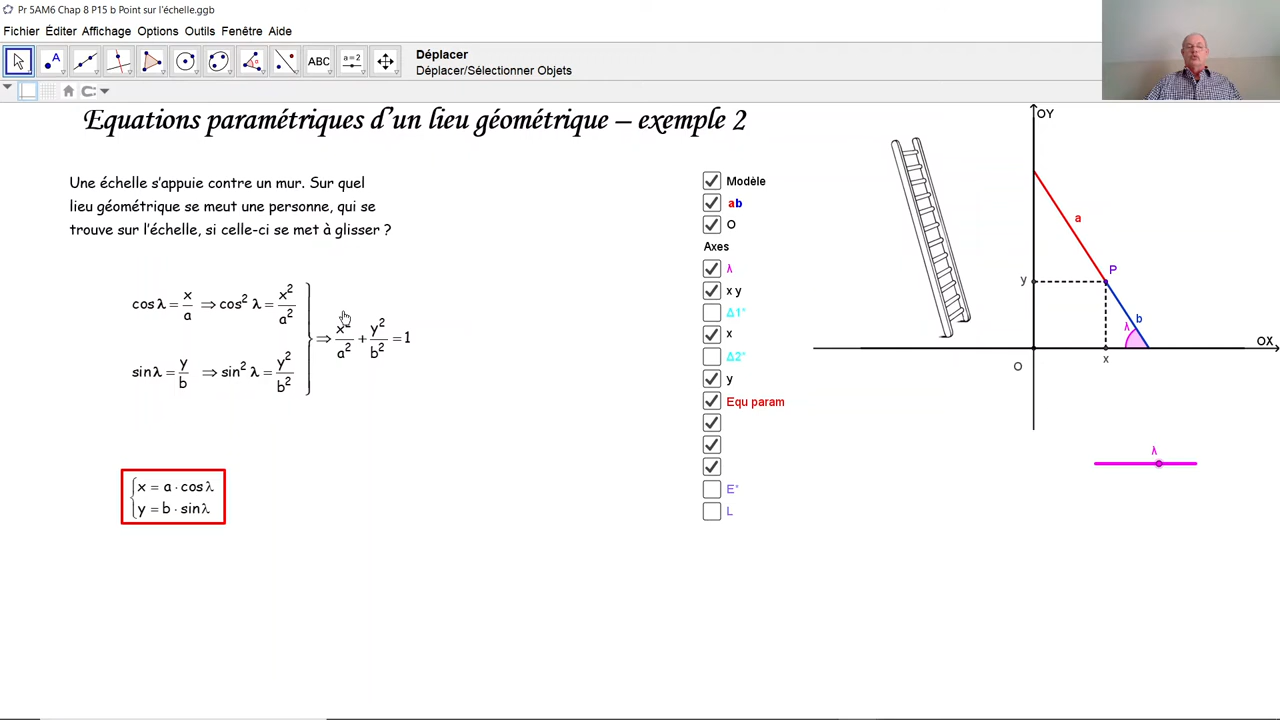 Pr 5AM6 Chap 8 P15 b Point sur l'échelle.ggb
Fichier Éditer Affichage Options Outils Fenêtre Aide
A
ABC
a=2
Déplacer
Déplacer/Sélectionner Objets
Equations paramétriques d'un lieu géométrique – exemple 2
Une échelle s'appuie contre un mur. Sur quel
lieu géométrique se meut une personne, qui se
trouve sur l'échelle, si celle-ci se met à glisser ?
cos λ = x/a ⇒ cos² λ = x²/a²
sin λ = y/b ⇒ sin² λ = y²/b²
⇒ x²/a² + y²/b² = 1
x = a · cos λ
y = b · sin λ
Modèle
ab
O
Axes
λ
x y
Δ1*
x
Δ2*
y
Equ param
E*
L
OY
a
P
y
b
λ
OX
O
x
λ